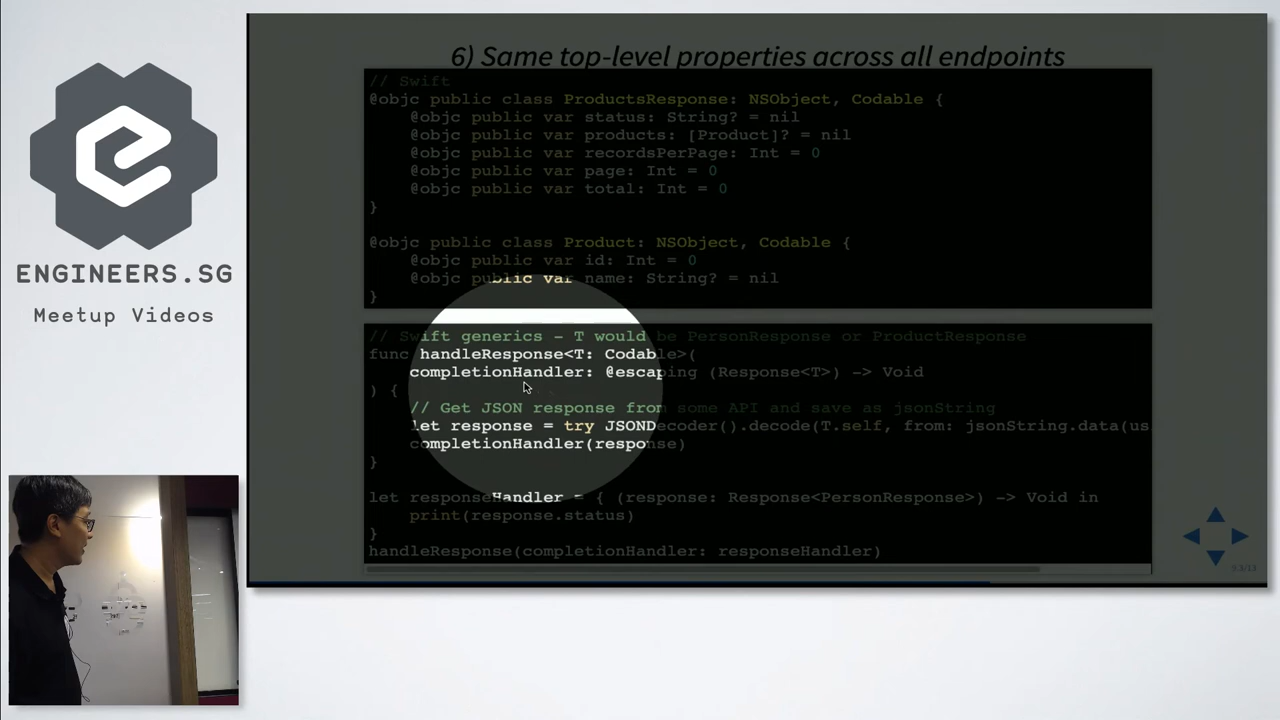 ENGINEERS.SG
Meetup Videos
6) Same top-level properties across all endpoints
// Swift
@objc public class ProductsResponse: NSObject, Codable {
@objc public var status: String? = nil
@objc public var products: [Product]? = nil
@objc public var recordsPerPage: Int = 0
@objc public var page: Int = 0
@objc public var total: Int = 0
}
@objc public class Product: NSObject, Codable {
@objc public var id: Int = 0
@objc public var name: String? = nil
}
// Swift generics - T would be PersonResponse or ProductResponse
func handleResponse<T: Codable>(
completionHandler: @escaping (Response<T>) -> Void
) {
// Get JSON response from some API and save as jsonString
let response = try JSONDecoder().decode(T.self, from: jsonString.data(us
completionHandler(response)
}
let responseHandler = { (response: Response<PersonResponse>) -> Void in
print(response.status)
}
handleResponse(completionHandler: responseHandler)